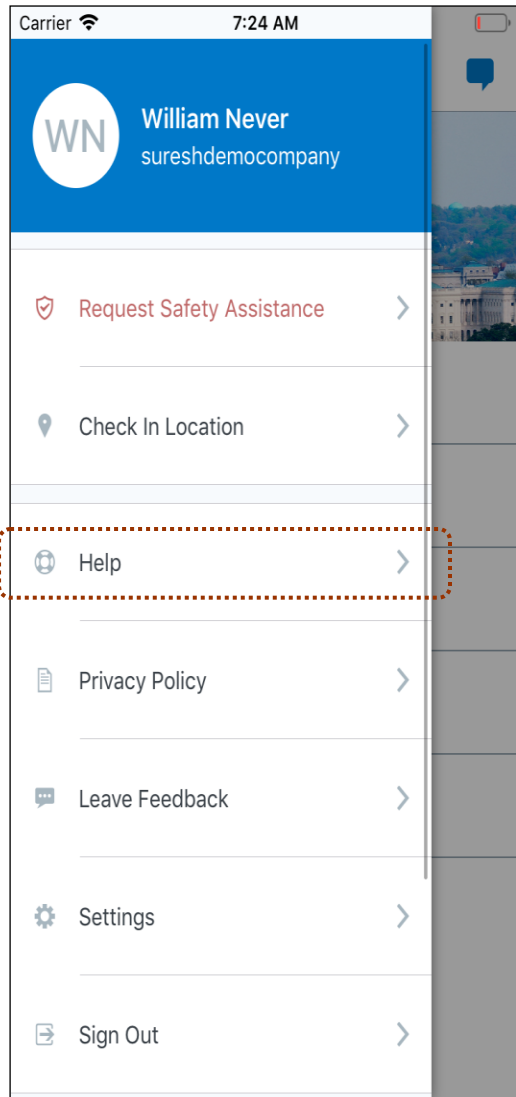 Carrier 7:24 AM
WN
William Never
sureshdemocompany
Request Safety Assistance
Check In Location
Help
Privacy Policy
Leave Feedback
Settings
Sign Out